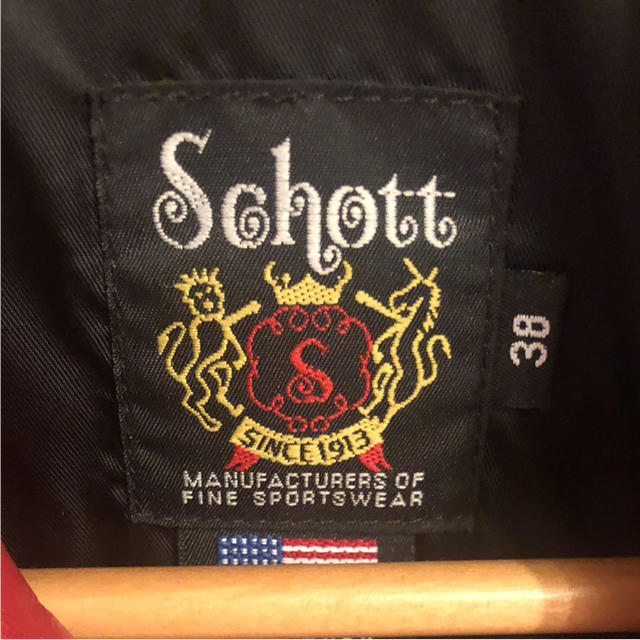 Schott
S
SINCE 1913
MANUFACTURERS OF
FINE SPORTSWEAR
38